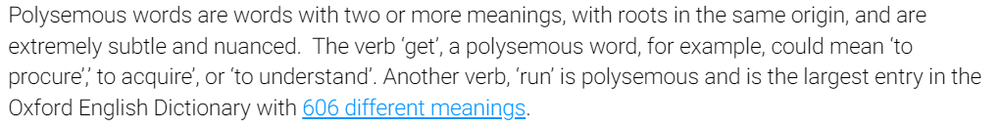 Polysemous words are words with two or more meanings, with roots in the same origin, and are
extremely subtle and nuanced.  The verb ‘get’, a polysemous word, for example, could mean ‘to
procure’,’ to acquire’, or ‘to understand’. Another verb, ‘run’ is polysemous and is the largest entry in the
Oxford English Dictionary with 606 different meanings.